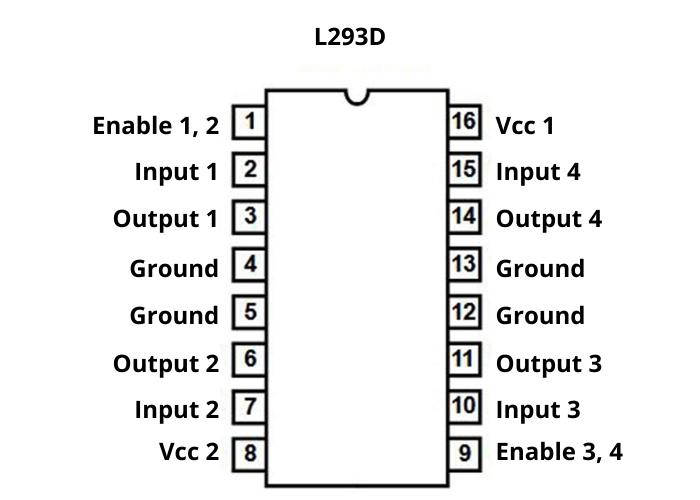 L293D
Enable 1, 2 1 16 Vcc 1
Input 1 2 15 Input 4
Output 1 3 14 Output 4
Ground 4 13 Ground
Ground 5 12 Ground
Output 2 6 11 Output 3
Input 2 7 10 Input 3
Vcc 2 8 9 Enable 3, 4